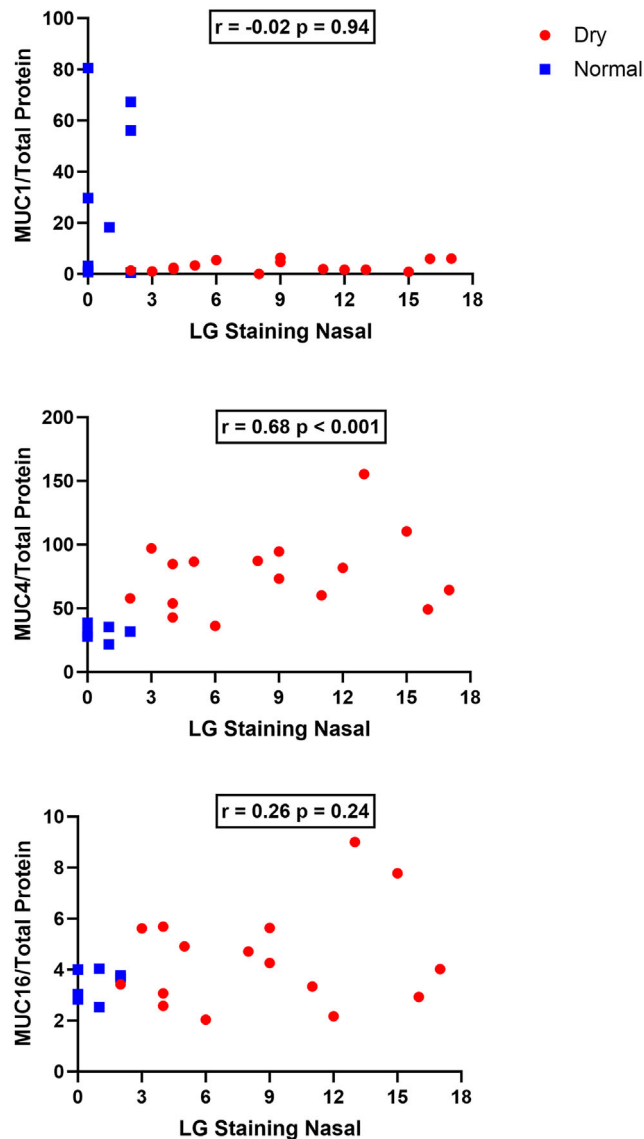 r = -0.02 p = 0.94
Dry
Normal
MUC1/Total Protein
100
80
60
40
20
0
0 3 6 9 12 15 18
LG Staining Nasal
r = 0.68 p < 0.001
MUC4/Total Protein
200
150
100
50
0
0 3 6 9 12 15 18
LG Staining Nasal
r = 0.26 p = 0.24
MUC16/Total Protein
10
8
6
4
2
0
0 3 6 9 12 15 18
LG Staining Nasal